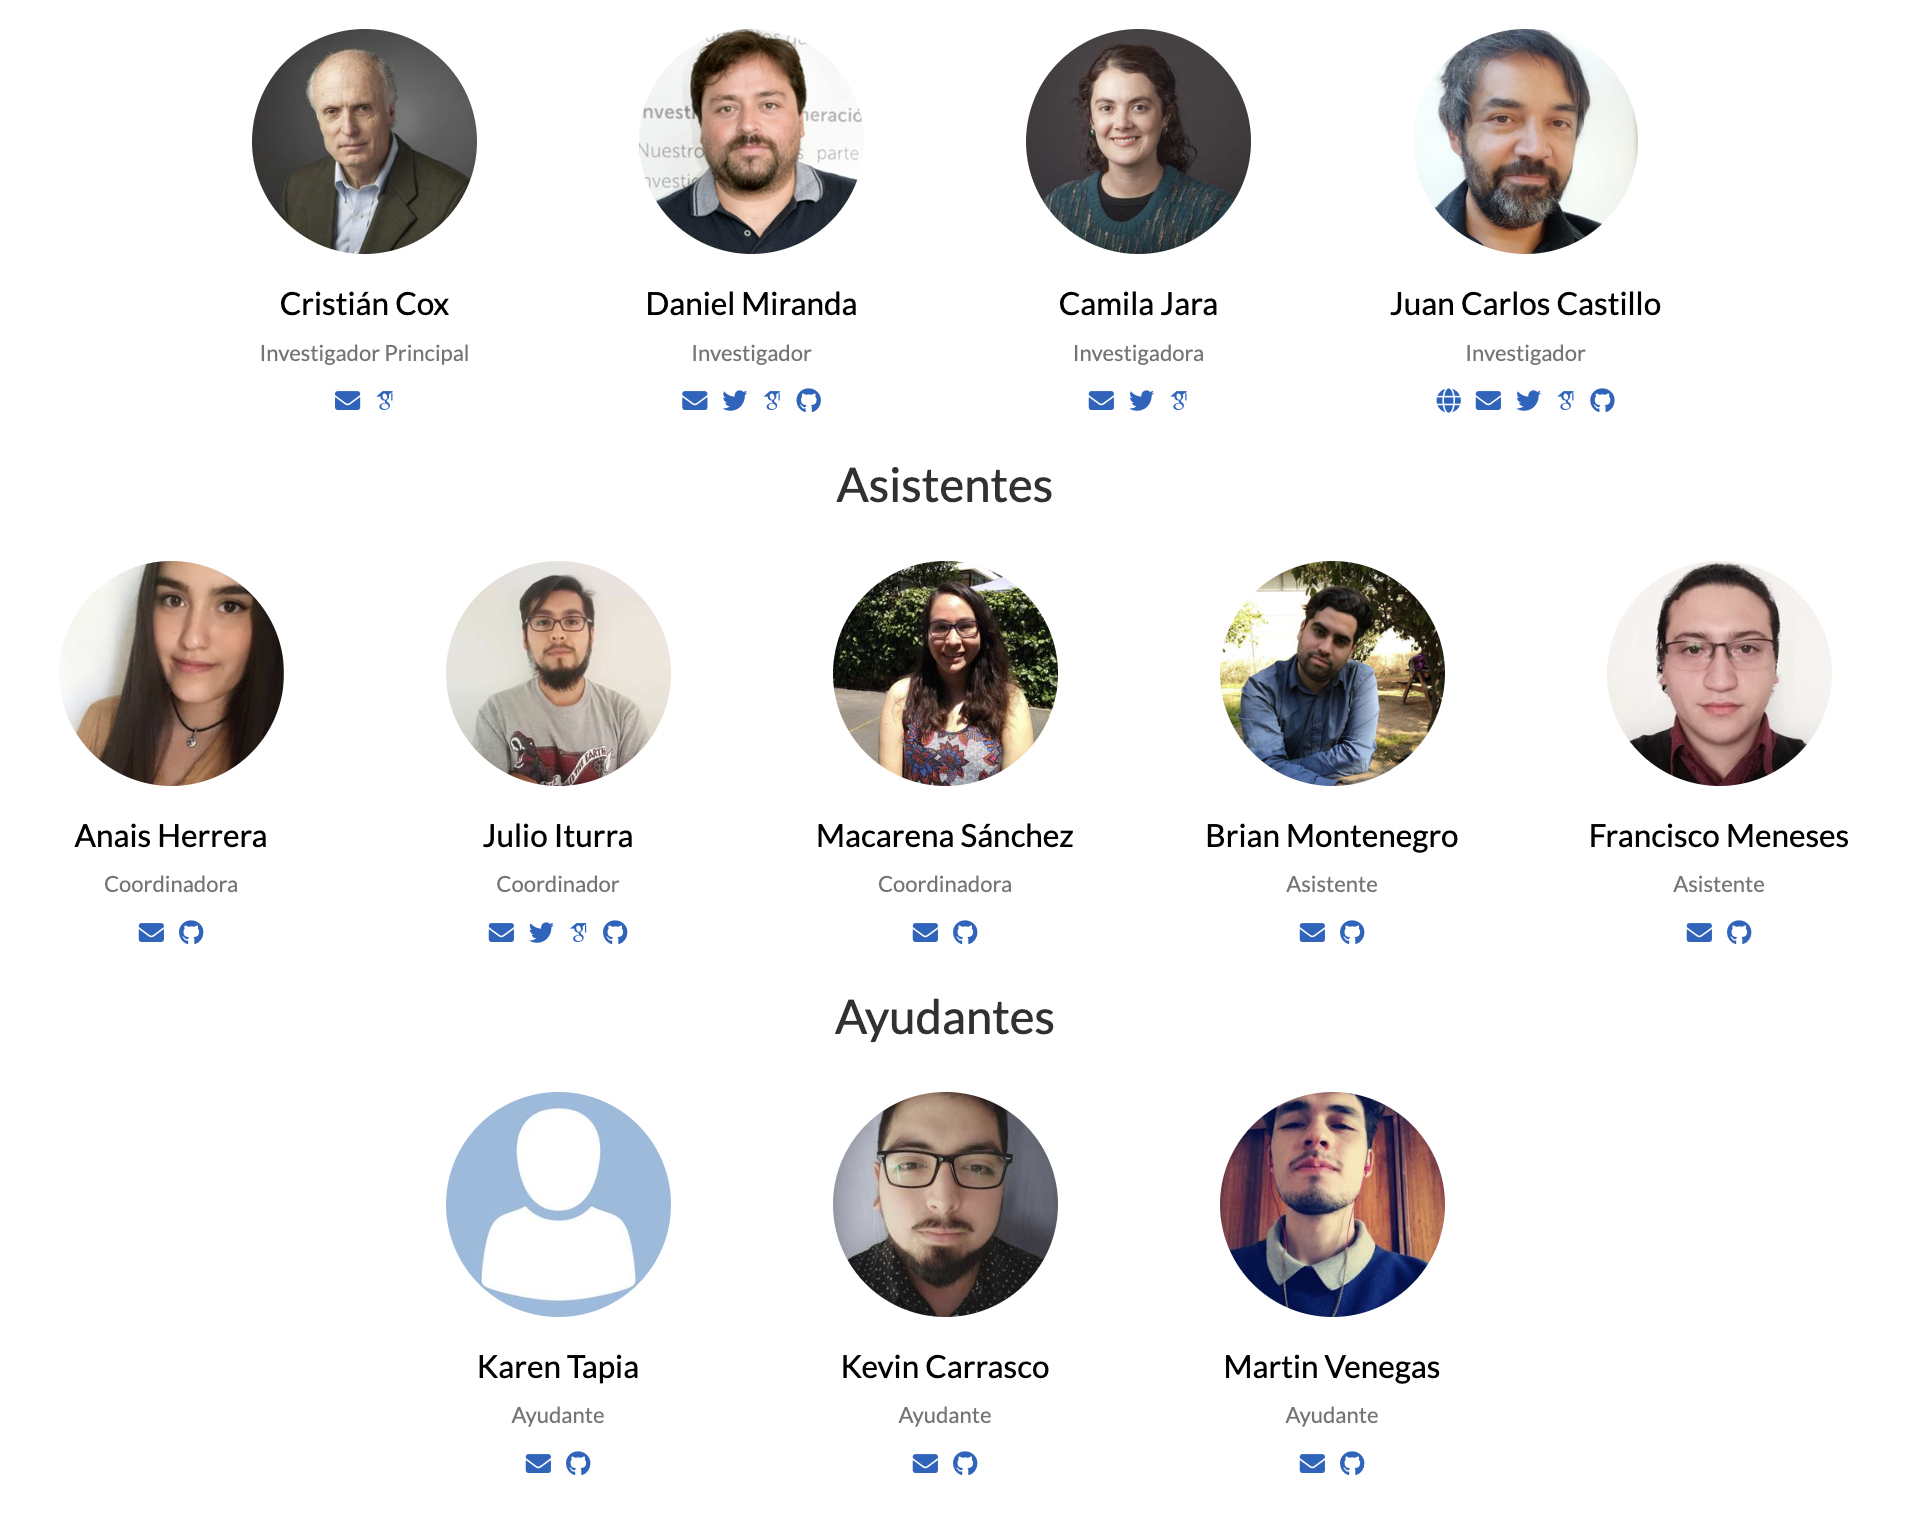 Investi neració
Nuestro s parte
nvesti
Cristián Cox
Daniel Miranda
Camila Jara
Juan Carlos Castillo
Investigador Principal
Investigador
Investigadora
Investigador
Asistentes
Anais Herrera
Julio Iturra
Macarena Sánchez
Brian Montenegro
Francisco Meneses
Coordinadora
Coordinador
Coordinadora
Asistente
Asistente
Ayudantes
Karen Tapia
Kevin Carrasco
Martin Venegas
Ayudante
Ayudante
Ayudante